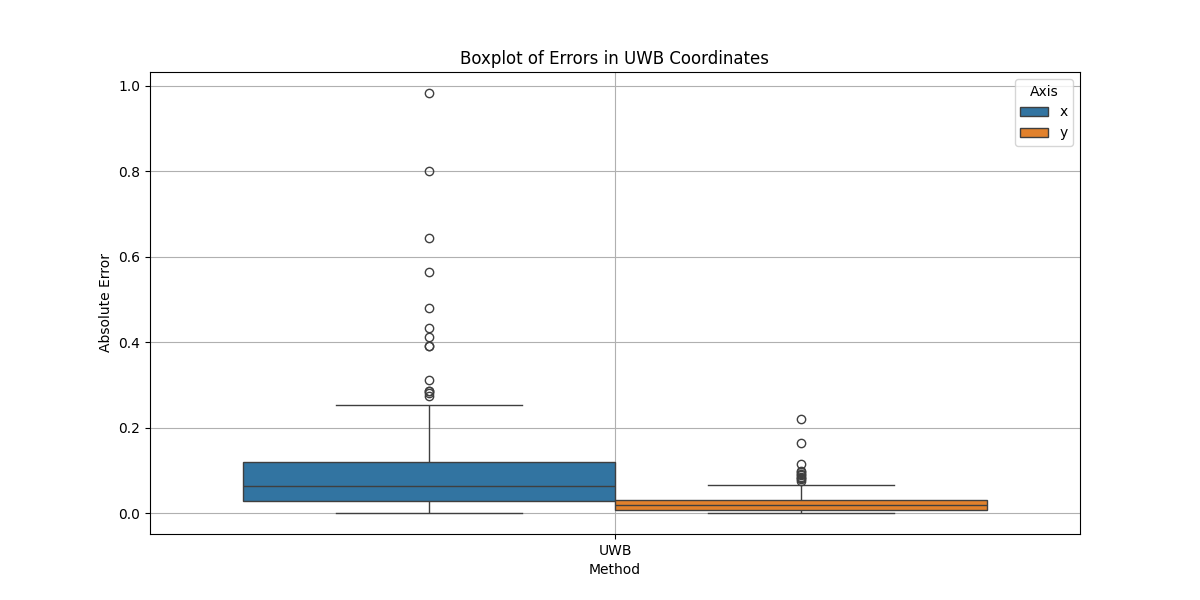 Boxplot of Errors in UWB Coordinates
Axis
x
y
Absolute Error
1.0
0.8
0.6
0.4
0.2
0.0
UWB
Method